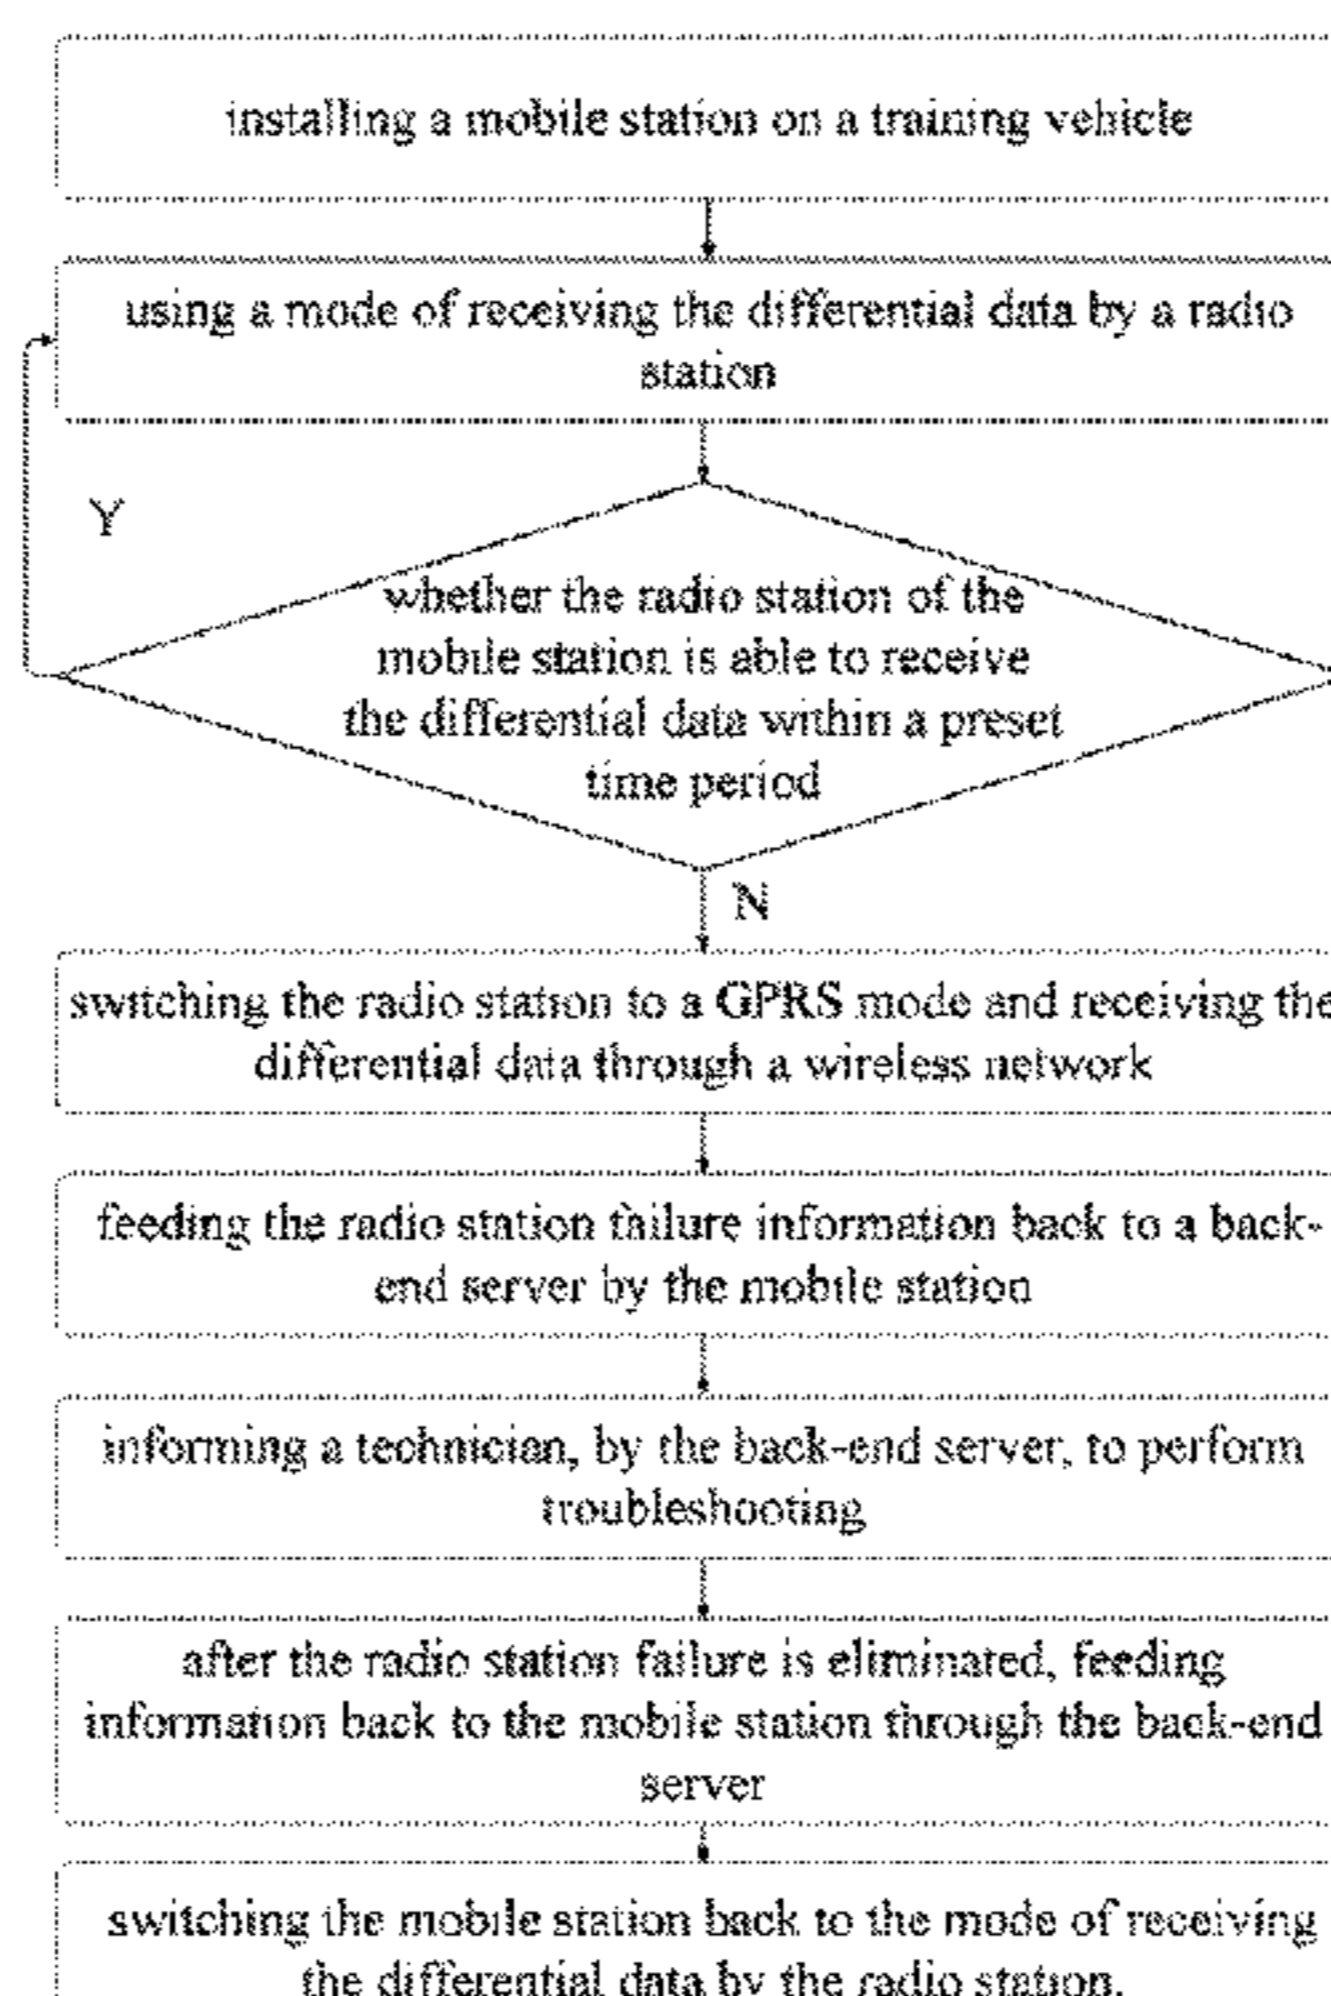 installing a mobile station on a training vehicle
using a mode of receiving the differential data by a radio
station
Y
whether the radio station of the
mobile station is able to receive
the differential data within a preset
time period
N
switching the radio station to a GPRS mode and receiving the
differential data through a wireless network
feeding the radio station failure information back to a back-
end server by the mobile station
informing a technician, by the back-end server, to perform
troubleshooting
after the radio station failure is eliminated, feeding
information back to the mobile station through the back-end
server
switching the mobile station back to the mode of receiving
the differential data by the radio station.